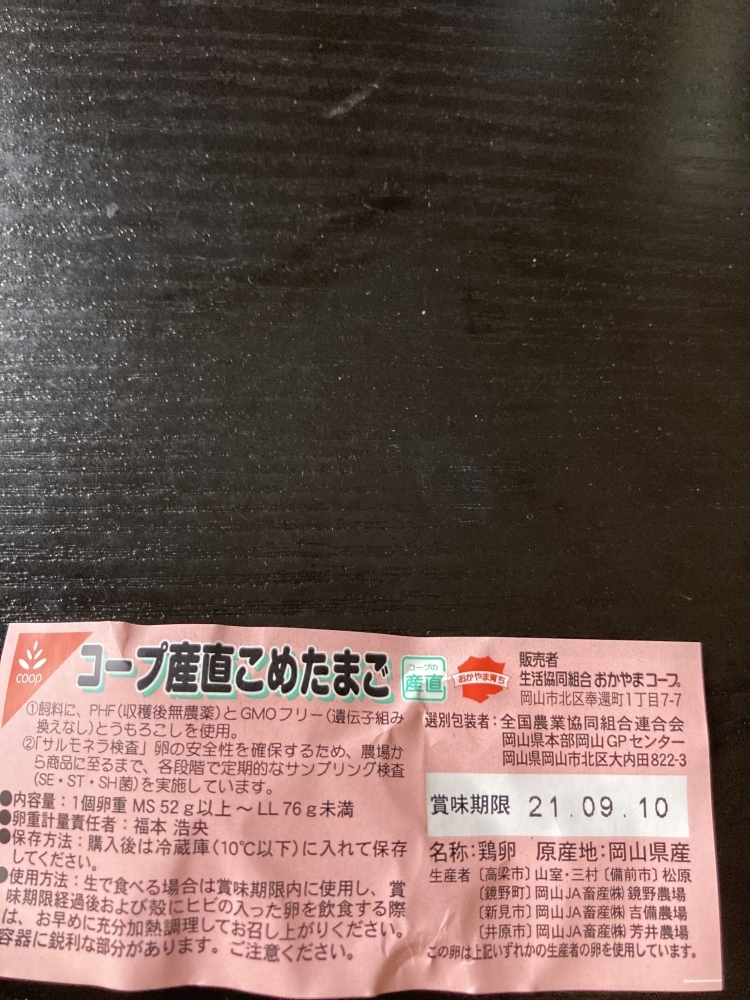 coop
コープ産直こめたまご
コープの
産直
①飼料に、PHF(収穫後無農薬)とGMOフリー(遺伝子組み
換えなし)とうもろこしを使用。
②「サルモネラ検査」卵の安全性を確保するため、農場か
ら商品に至るまで、各段階で定期的なサンプリング検査
(SE・ST・SH菌)を実施しています。
●内容量:1個卵重 MS 52g以上~LL 76g未満
●卵重計量責任者:福本 浩央
●保存方法:購入後は冷蔵庫(10℃以下)に入れて保存
してください。
●使用方法:生で食べる場合は賞味期限内に使用し、賞
味期限経過後および殻にヒビの入った卵を飲食する際
は、お早めに充分加熱調理してお召し上がりください。
容器に鋭利な部分があります。ご注意ください。
おかやま育ち
販売者
生活協同組合 おかやまコープ
岡山市北区奉還町1丁目7-7
選別包装者:全国農業協同組合連合会
岡山県本部岡山GPセンター
岡山県岡山市北区大内田822-3
賞味期限 21.09.10
名称:鶏卵 原産地:岡山県産
生産者 〔高梁市〕山室・三村〔備前市〕松原
〔鏡野町〕岡山JA畜産㈱ 鏡野農場
〔新見市〕岡山JA畜産㈱ 吉備農場
〔井原市〕岡山JA畜産㈱ 芳井農場
この卵は上記いずれかの生産者の卵を使用しています。